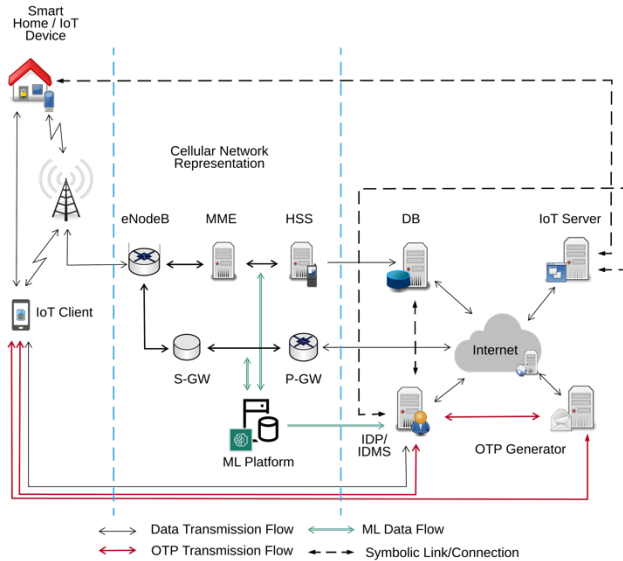 Smart
Home / IoT
Device
Cellular Network
Representation
eNodeB
MME
HSS
DB
IoT Server
IoT Client
S-GW
P-GW
Internet
ML Platform
IDP/
IDMS
OTP Generator
Data Transmission Flow
ML Data Flow
OTP Transmission Flow
Symbolic Link/Connection